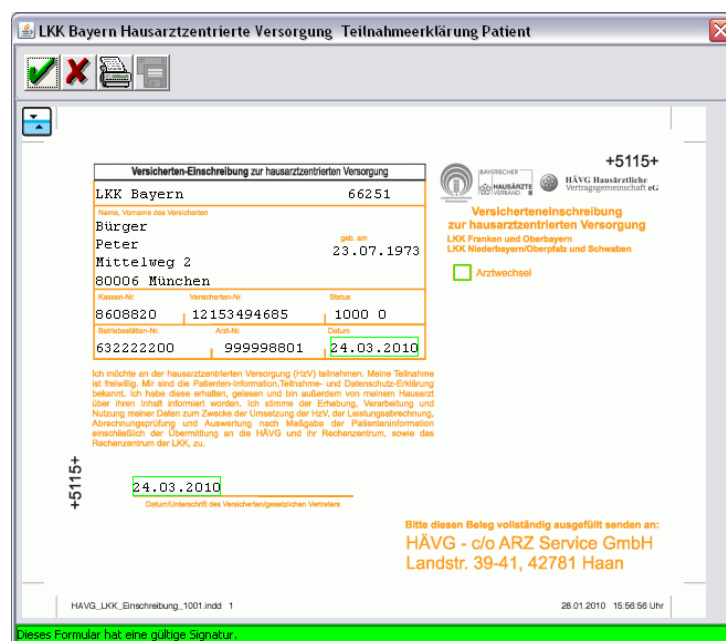 LKK Bayern Hausarztzentrierte Versorgung Teilnahmeerklärung Patient
+5115+
Versicherten-Einschreibung zur hausarztzentrierten Versorgung
LKK Bayern 66251
Name, Vorname des Versicherten
Bürger
Peter
geb. am
23.07.1973
Mittelweg 2
80006 München
Kassen-Nr. Versicherten-Nr. Status
8608820 12153494685 1000 0
Betriebsstätten-Nr. Arzt-Nr. Datum
632222200 999998801 24.03.2010
BAYERISCHER
HAUSÄRZTE
VERBAND
HÄVG Hausärztliche
Vertragsgemeinschaft eG
Versicherteneinschreibung
zur hausarztzentrierten Versorgung
LKK Franken und Oberbayern
LKK Niederbayern/Oberpfalz und Schwaben
Arztwechsel
Ich möchte an der hausarztzentrierten Versorgung (HzV) teilnehmen. Meine Teilnahme
ist freiwillig. Mir sind die Patienten-Information,Teilnahme- und Datenschutz-Erklärung
bekannt. Ich habe diese erhalten, gelesen und bin außerdem von meinem Hausarzt
über ihren Inhalt informiert worden. Ich stimme der Erhebung, Verarbeitung und
Nutzung meiner Daten zum Zwecke der Umsetzung der HzV, der Leistungsabrechnung,
Abrechnungsprüfung und Auswertung nach Maßgabe der Patienteninformation
einschließlich der Übermittlung an die HÄVG und ihr Rechenzentrum, sowie das
Rechenzentrum der LKK, zu.
+5115+
24.03.2010
Datum/Unterschrift des Versicherten/gesetzlichen Vertreters
Bitte diesen Beleg vollständig ausgefüllt senden an:
HÄVG - c/o ARZ Service GmbH
Landstr. 39-41, 42781 Haan
HAVG_LKK_Einschreibung_1001.indd 1
28.01.2010 15:56:56 Uhr
Dieses Formular hat eine gültige Signatur.